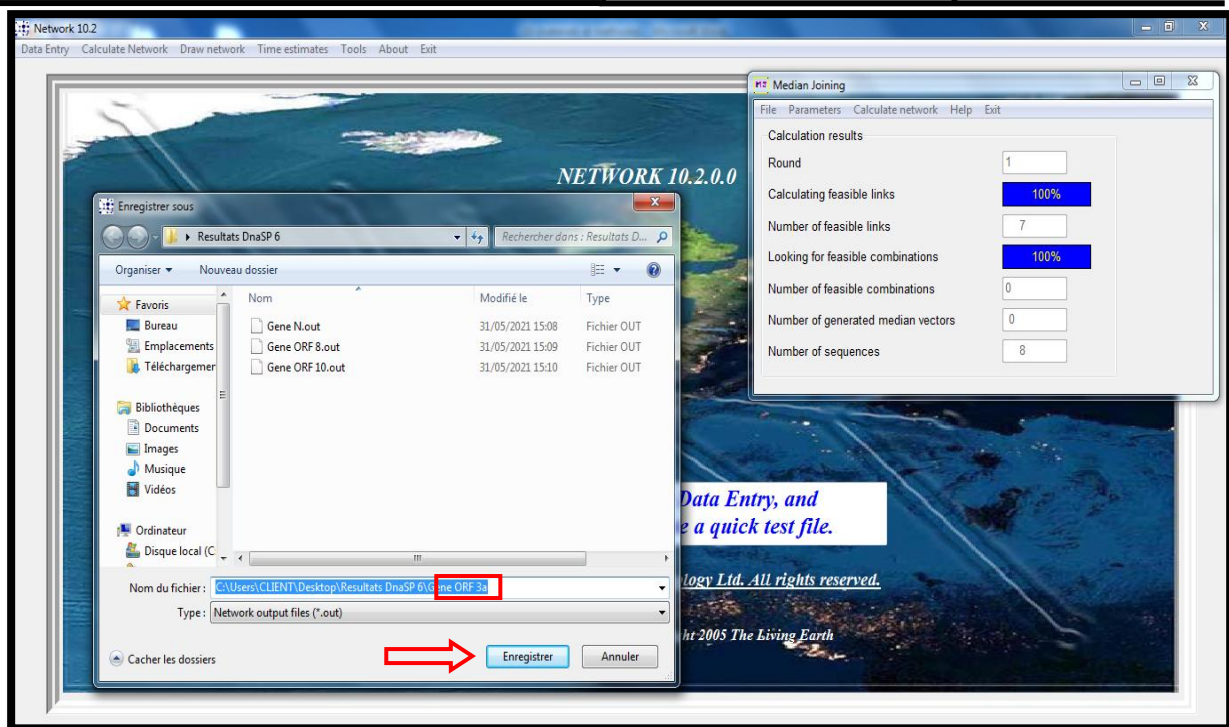 Network 10.2
Data Entry Calculate Network Draw network Time estimates Tools About Exit
NETWORK 10.2.0.0
Median Joining
File Parameters Calculate network Help Exit
Calculation results
Round 1
Calculating feasible links 100%
Number of feasible links 7
Looking for feasible combinations 100%
Number of feasible combinations 0
Number of generated median vectors 0
Number of sequences 8
Enregistrer sous
Resultats DnaSP 6
Rechercher dans : Resultats D...
Organiser Nouveau dossier
Favoris
Bureau
Emplacements
Téléchargemer
Bibliothèques
Documents
Images
Musique
Vidéos
Ordinateur
Disque local (C
Nom Modifié le Type
Gene N.out 31/05/2021 15:08 Fichier OUT
Gene ORF 8.out 31/05/2021 15:09 Fichier OUT
Gene ORF 10.out 31/05/2021 15:10 Fichier OUT
Nom du fichier : C:\Users\CLIENT\Desktop\Resultats DnaSP 6\Gene ORF 3a
Type : Network output files (*.out)
Cacher les dossiers
Enregistrer Annuler
Data Entry, and
e a quick test file.
logy Ltd. All rights reserved.
ht 2005 The Living Earth